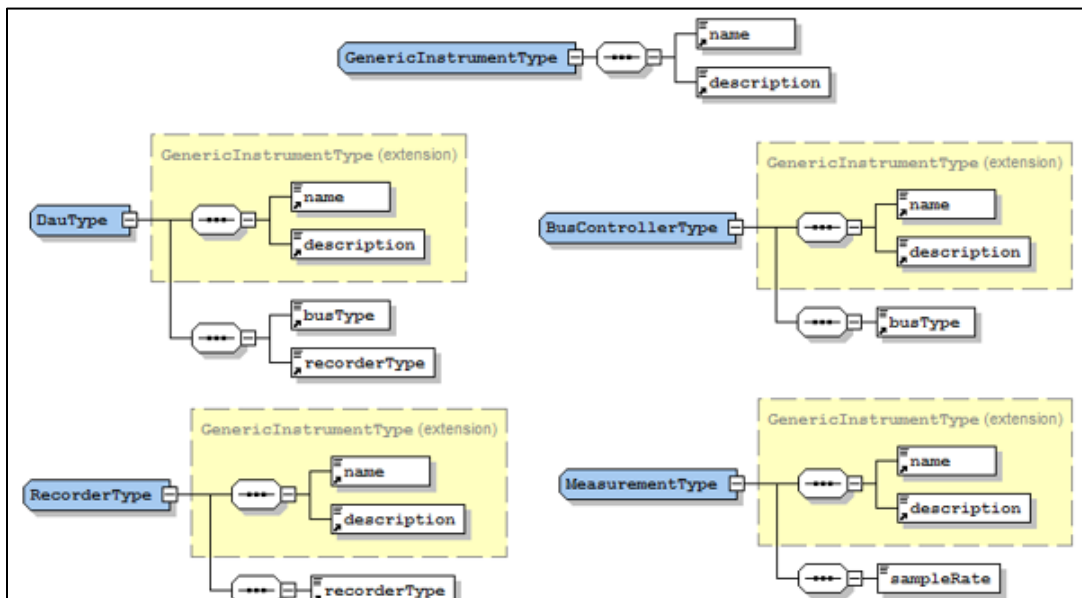 GenericInstrumentType
name
description
GenericInstrumentType (extension)
DauType
name
description
busType
recorderType
GenericInstrumentType (extension)
BusControllerType
name
description
busType
GenericInstrumentType (extension)
RecorderType
name
description
recorderType
GenericInstrumentType (extension)
MeasurementType
name
description
sampleRate